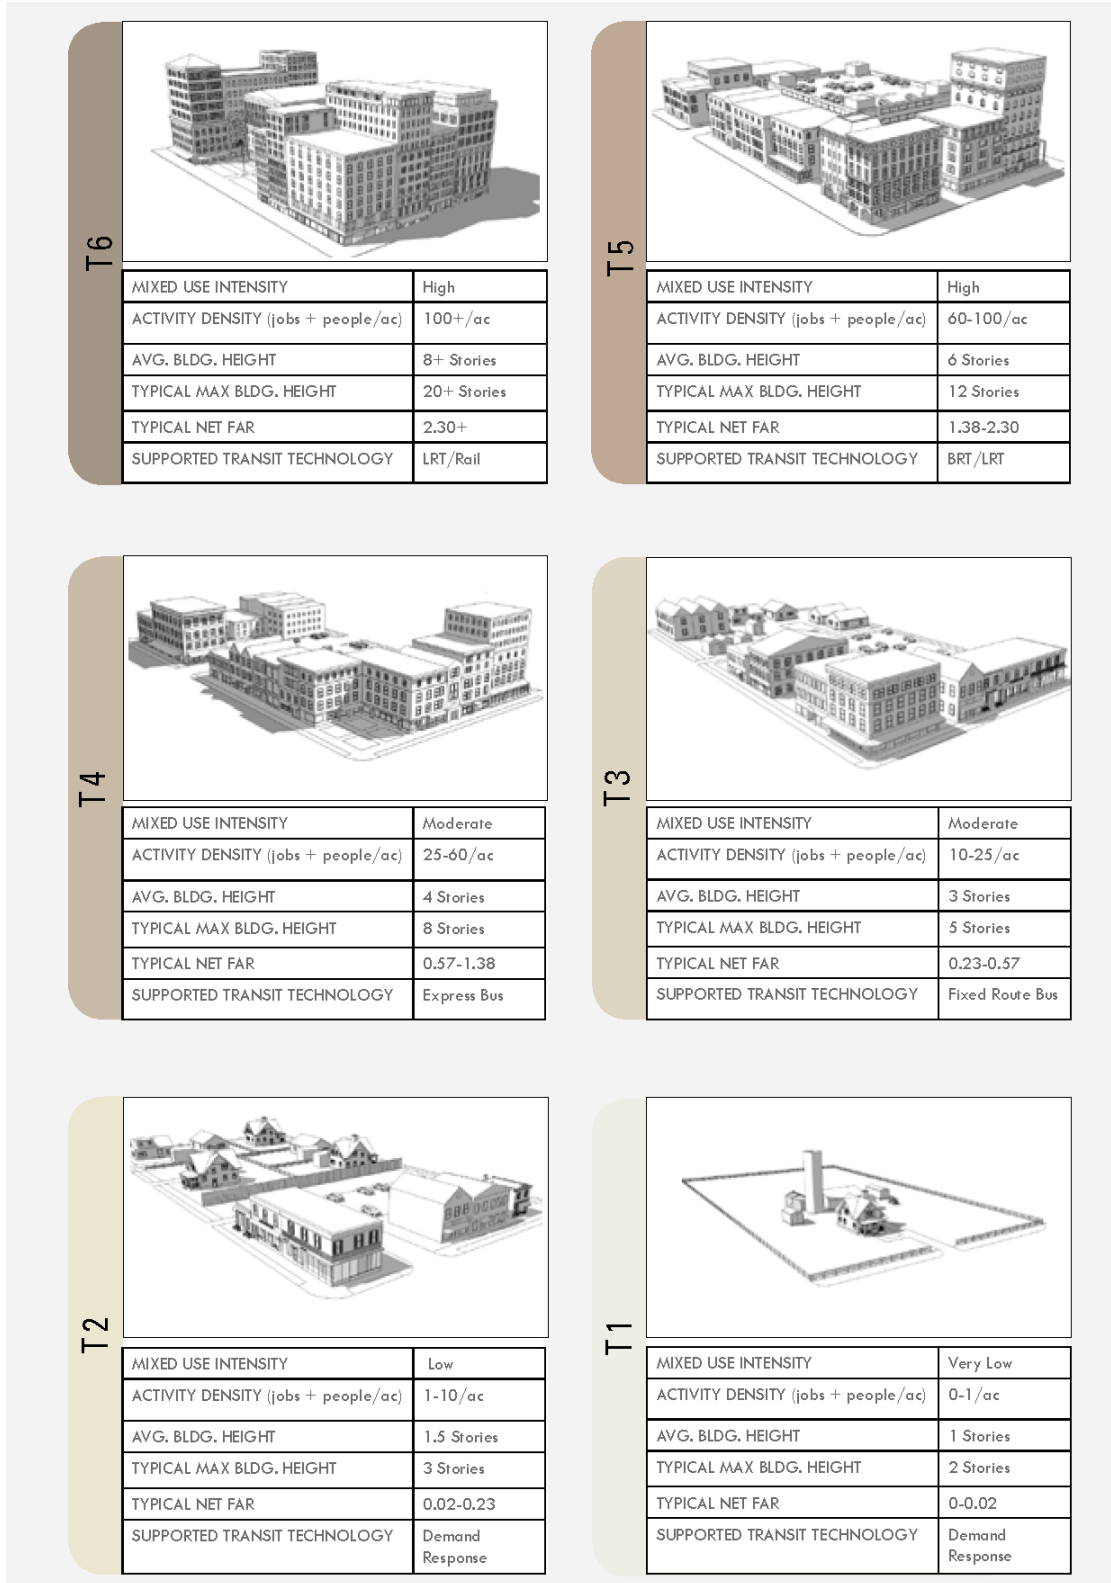 T6
MIXED USE INTENSITY High
ACTIVITY DENSITY (jobs + people/ac) 100+/ac
AVG. BLDG. HEIGHT 8+ Stories
TYPICAL MAX BLDG. HEIGHT 20+ Stories
TYPICAL NET FAR 2.30+
SUPPORTED TRANSIT TECHNOLOGY LRT/Rail
T5
MIXED USE INTENSITY High
ACTIVITY DENSITY (jobs + people/ac) 60-100/ac
AVG. BLDG. HEIGHT 6 Stories
TYPICAL MAX BLDG. HEIGHT 12 Stories
TYPICAL NET FAR 1.38-2.30
SUPPORTED TRANSIT TECHNOLOGY BRT/LRT
T4
MIXED USE INTENSITY Moderate
ACTIVITY DENSITY (jobs + people/ac) 25-60/ac
AVG. BLDG. HEIGHT 4 Stories
TYPICAL MAX BLDG. HEIGHT 8 Stories
TYPICAL NET FAR 0.57-1.38
SUPPORTED TRANSIT TECHNOLOGY Express Bus
T3
MIXED USE INTENSITY Moderate
ACTIVITY DENSITY (jobs + people/ac) 10-25/ac
AVG. BLDG. HEIGHT 3 Stories
TYPICAL MAX BLDG. HEIGHT 5 Stories
TYPICAL NET FAR 0.23-0.57
SUPPORTED TRANSIT TECHNOLOGY Fixed Route Bus
T2
MIXED USE INTENSITY Low
ACTIVITY DENSITY (jobs + people/ac) 1-10/ac
AVG. BLDG. HEIGHT 1.5 Stories
TYPICAL MAX BLDG. HEIGHT 3 Stories
TYPICAL NET FAR 0.02-0.23
SUPPORTED TRANSIT TECHNOLOGY Demand
Response
T1
MIXED USE INTENSITY Very Low
ACTIVITY DENSITY (jobs + people/ac) 0-1/ac
AVG. BLDG. HEIGHT 1 Stories
TYPICAL MAX BLDG. HEIGHT 2 Stories
TYPICAL NET FAR 0-0.02
SUPPORTED TRANSIT TECHNOLOGY Demand
Response